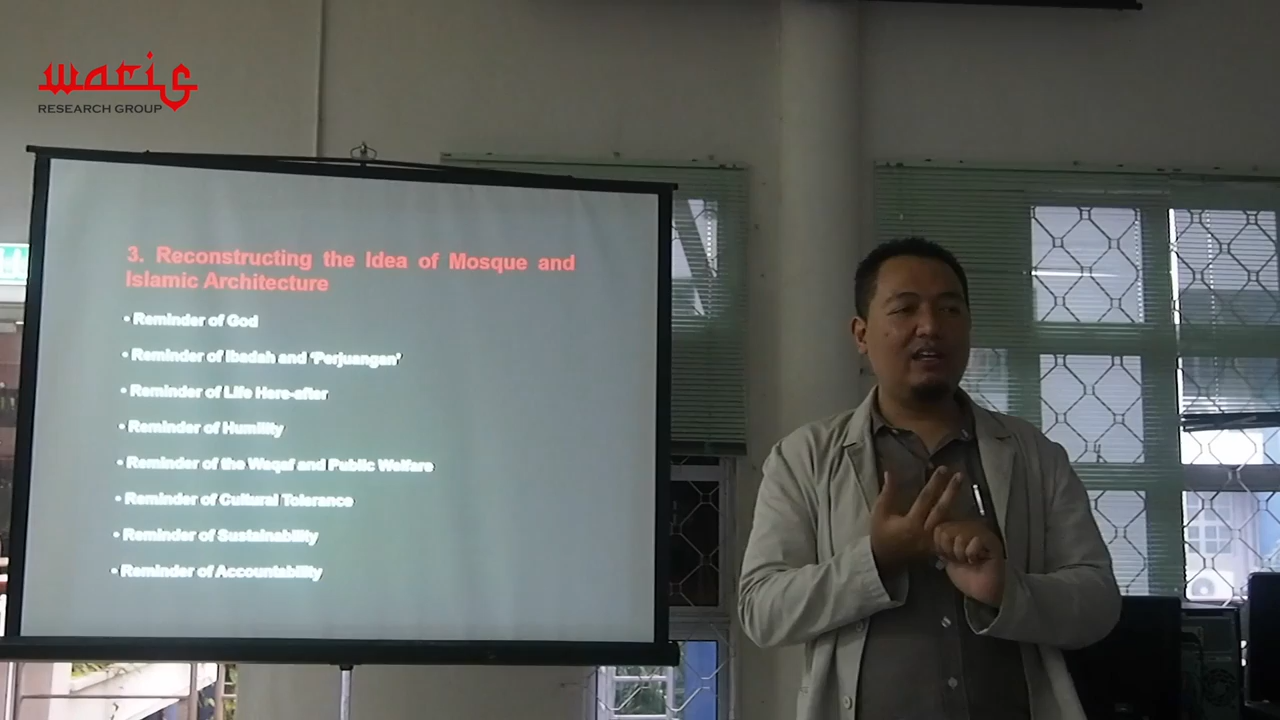 waris
RESEARCH GROUP
3. Reconstructing the Idea of Mosque and
Islamic Architecture
• Reminder of God
• Reminder of Ibadah and 'Perjuangan'
• Reminder of Life Here-after
• Reminder of Humility
• Reminder of the Waqaf and Public Welfare
• Reminder of Cultural Tolerance
• Reminder of Sustainability
• Reminder of Accountability